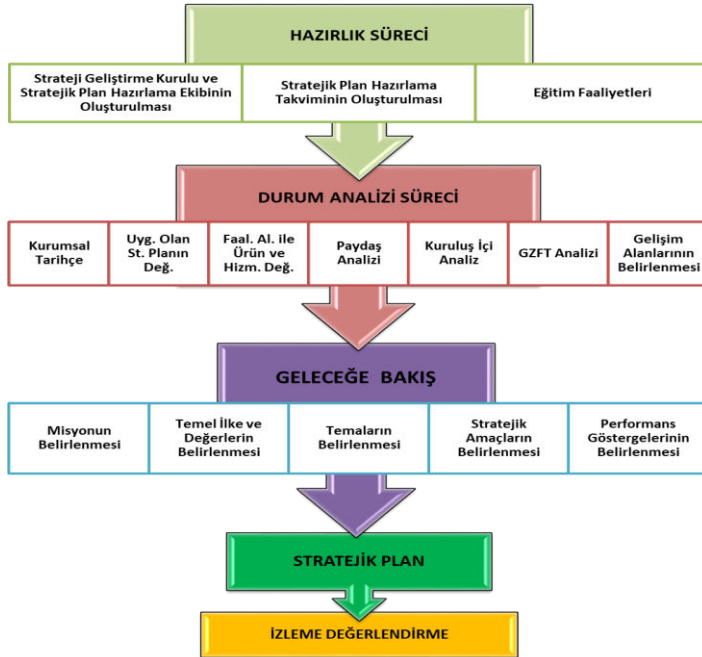 HAZIRLIK SÜRECİ
Strateji Geliştirme Kurulu ve
Stratejik Plan Hazırlama Ekibinin
Oluşturulması
Stratejik Plan Hazırlama
Takviminin Oluşturulması
Eğitim Faaliyetleri
DURUM ANALİZİ SÜRECİ
Kurumsal
Tarihçe
Uyg. Olan
St. Planın
Değ.
Faal. Al. ile
Ürün ve
Hizm. Değ.
Paydaş
Analizi
Kuruluş İçi
Analiz
GZFT Analizi
Gelişim
Alanlarının
Belirlenmesi
GELECEĞE BAKIŞ
Misyonun
Belirlenmesi
Temel İlke ve
Değerlerin
Belirlenmesi
Temaların
Belirlenmesi
Stratejik
Amaçların
Belirlenmesi
Performans
Göstergelerinin
Belirlenmesi
STRATEJİK PLAN
İZLEME DEĞERLENDİRME